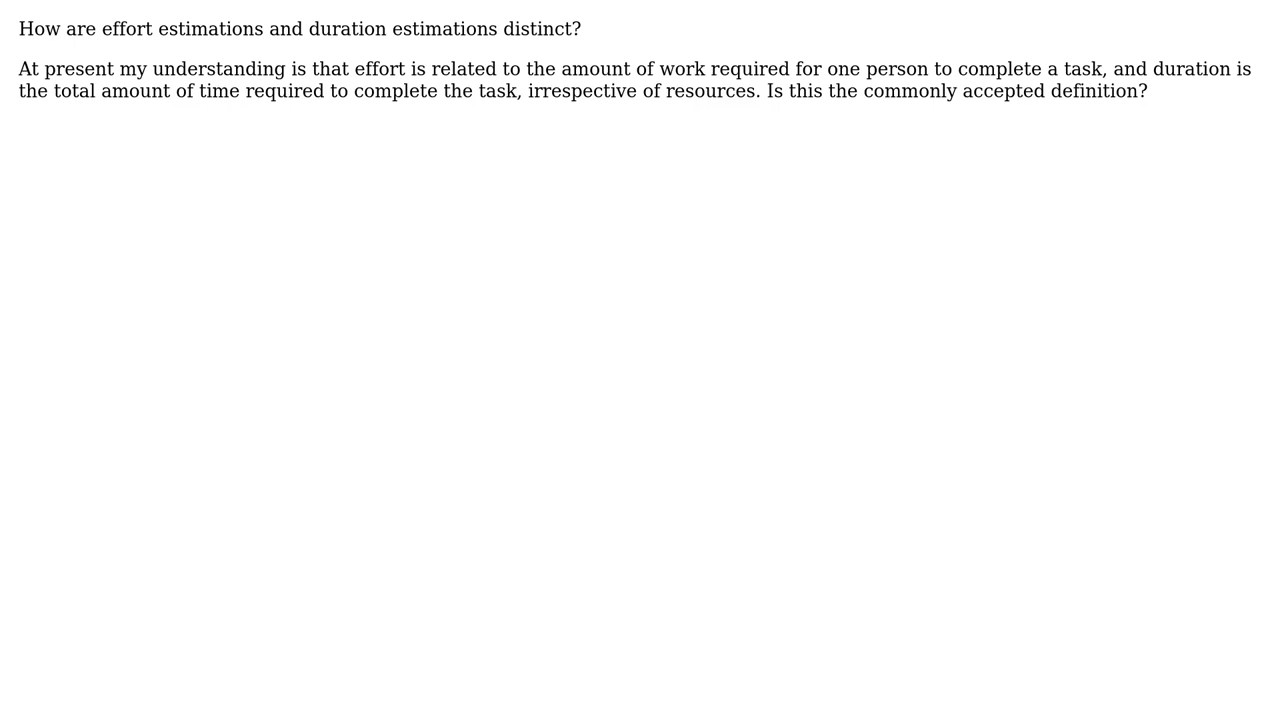 How are effort estimations and duration estimations distinct?
At present my understanding is that effort is related to the amount of work required for one person to complete a task, and duration is
the total amount of time required to complete the task, irrespective of resources. Is this the commonly accepted definition?